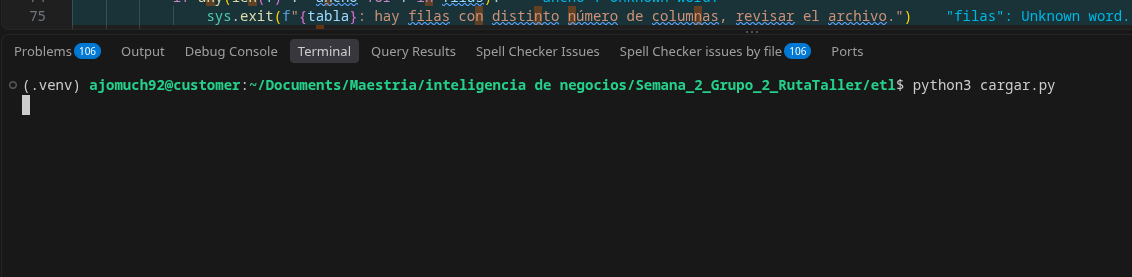 sys.exit(f"{tabla}: hay filas con distinto número de columnas, revisar el archivo.") "filas": Unknown word.
75
Problems 106 Output Debug Console Terminal Query Results Spell Checker Issues Spell Checker issues by file 106 Ports
(.venv) ajomuch92@customer:~/Documents/Maestria/inteligencia de negocios/Semana_2_Grupo_2_RutaTaller/etl$ python3 cargar.py